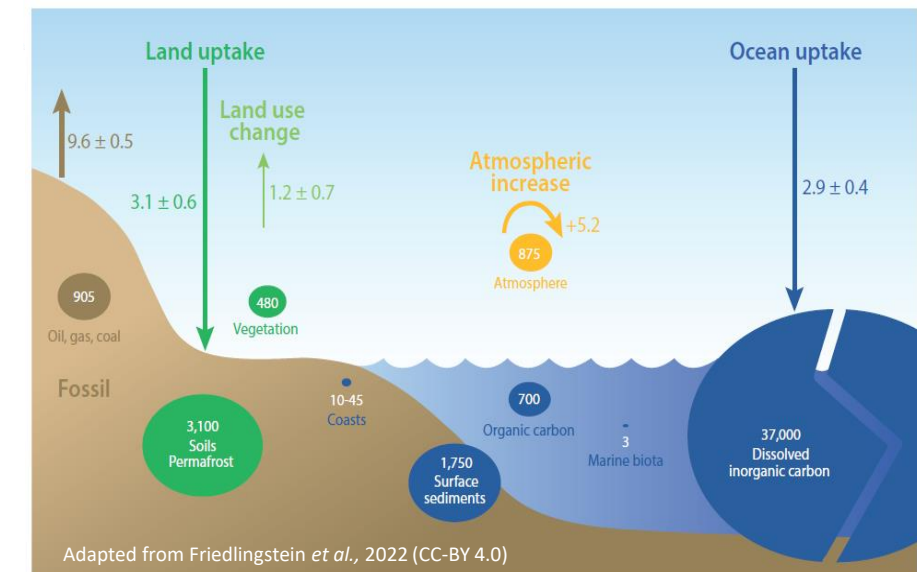 Land uptake
Ocean uptake
9.6 ± 0.5
Land use
change
3.1 ± 0.6
1.2 ± 0.7
Atmospheric
increase
+5.2
2.9 ± 0.4
875
Atmosphere
905
Oil, gas, coal
480
Vegetation
Fossil
10-45
Coasts
700
Organic carbon
3
Marine biota
3,100
Soils
Permafrost
1,750
Surface
sediments
37,000
Dissolved
inorganic carbon
Adapted from Friedlingstein et al., 2022 (CC-BY 4.0)